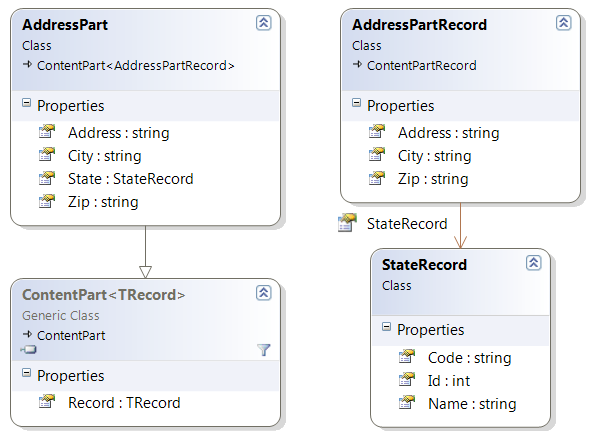 AddressPart
Class
ContentPart<AddressPartRecord>
Properties
Address : string
City : string
State : StateRecord
Zip : string
ContentPart<TRecord>
Generic Class
ContentPart
Properties
Record : TRecord
AddressPartRecord
Class
ContentPartRecord
Properties
Address : string
City : string
Zip : string
StateRecord
StateRecord
Class
Properties
Code : string
Id : int
Name : string